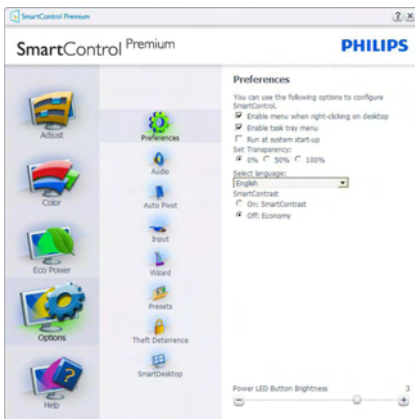 SmartControl Premium
SmartControl Premium
PHILIPS
Adjust
Color
Eco Power
Options
Help
Preferences
Audio
Auto Pivot
Input
Wizard
Presets
Theft Deterrence
SmartDesktop
Preferences
You can use the following options to configure
SmartControl.
Enable menu when right-clicking on desktop
Enable task tray menu
Run at system start-up
Set Transparency:
0% 50% 100%
Select language:
English
SmartContrast
On: SmartContrast
Off: Economy
Power LED Button Brightness 3